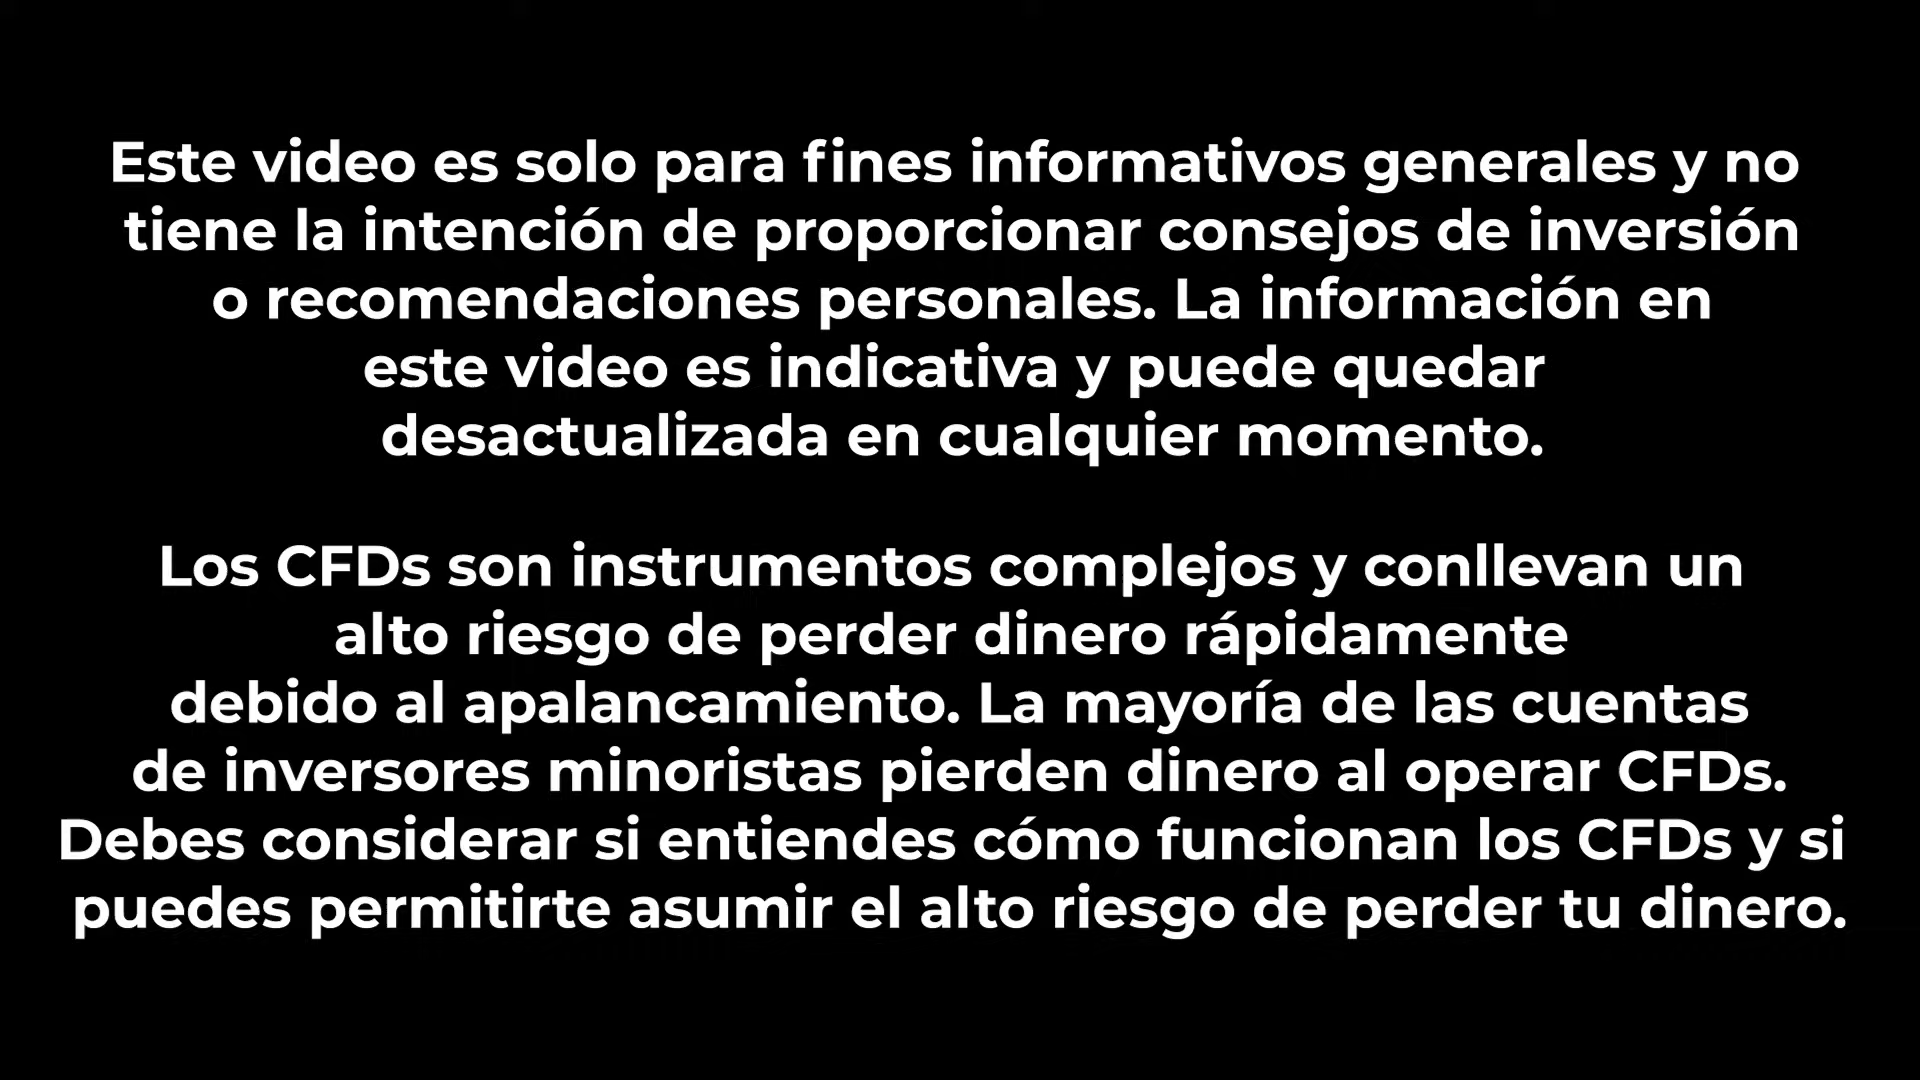 Este video es solo para fines informativos generales y no
tiene la intención de proporcionar consejos de inversión
o recomendaciones personales. La información en
este video es indicativa y puede quedar
desactualizada en cualquier momento.
Los CFDs son instrumentos complejos y conllevan un
alto riesgo de perder dinero rápidamente
debido al apalancamiento. La mayoría de las cuentas
de inversores minoristas pierden dinero al operar CFDs.
Debes considerar si entiendes cómo funcionan los CFDs y si
puedes permitirte asumir el alto riesgo de perder tu dinero.